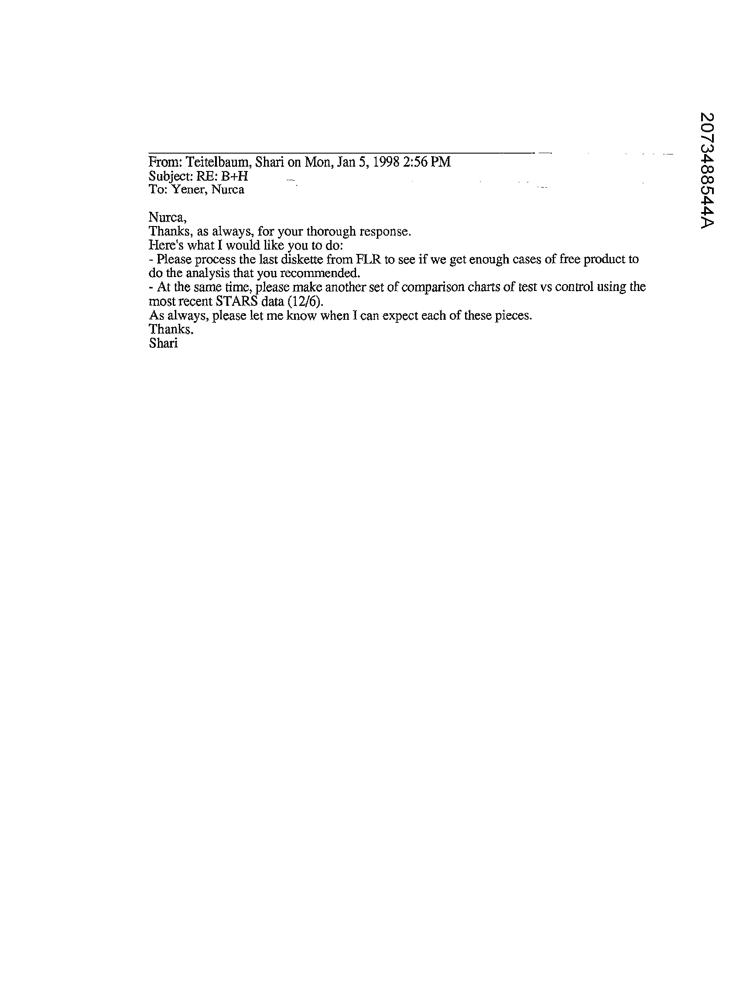 From: Teitelbaum, Shari on Mon, Jan 5, 1998 2:56 PM
Subject: RE: B+H
To: Yener, Nurca
Nurca,
Thanks, as always, for your thorough response.
Here's what I would like you to do:
- Please process the last diskette from FLR to see if we get enough cases of free product to
do the analysis that you recommended.
- At the same time, please make another set of comparison charts of test vs control using the
most recent STARS data (12/6).
As always, please let me know when I can expect each of these pieces.
Thanks.
Shari
2073488544A